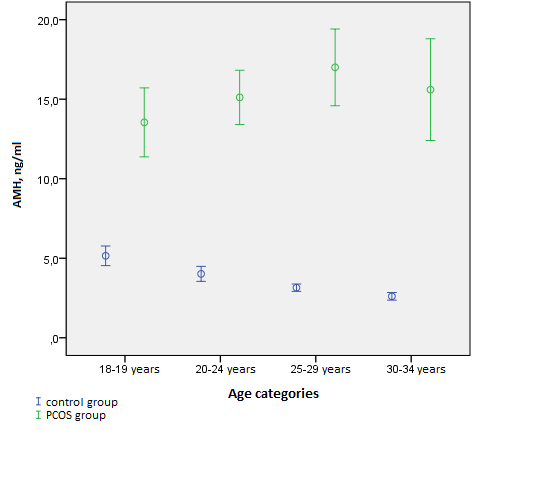 20,0
15,0
10,0
5,0
,0
AMH, ng/ml
18-19 years 20-24 years 25-29 years 30-34 years
Age categories
control group
PCOS group